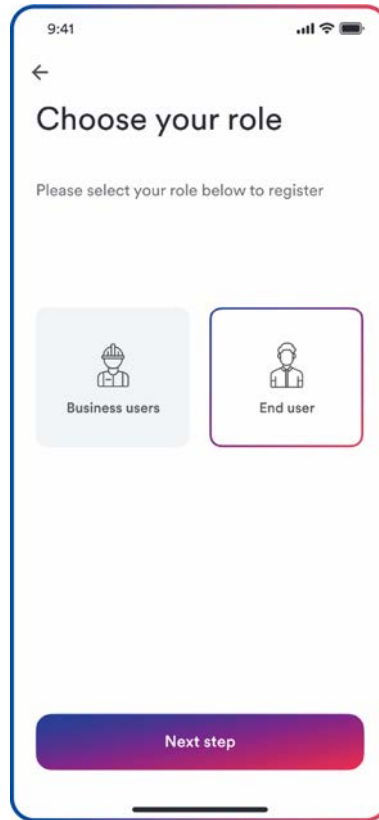 9:41
Choose your role
Please select your role below to register
Business users
End user
Next step